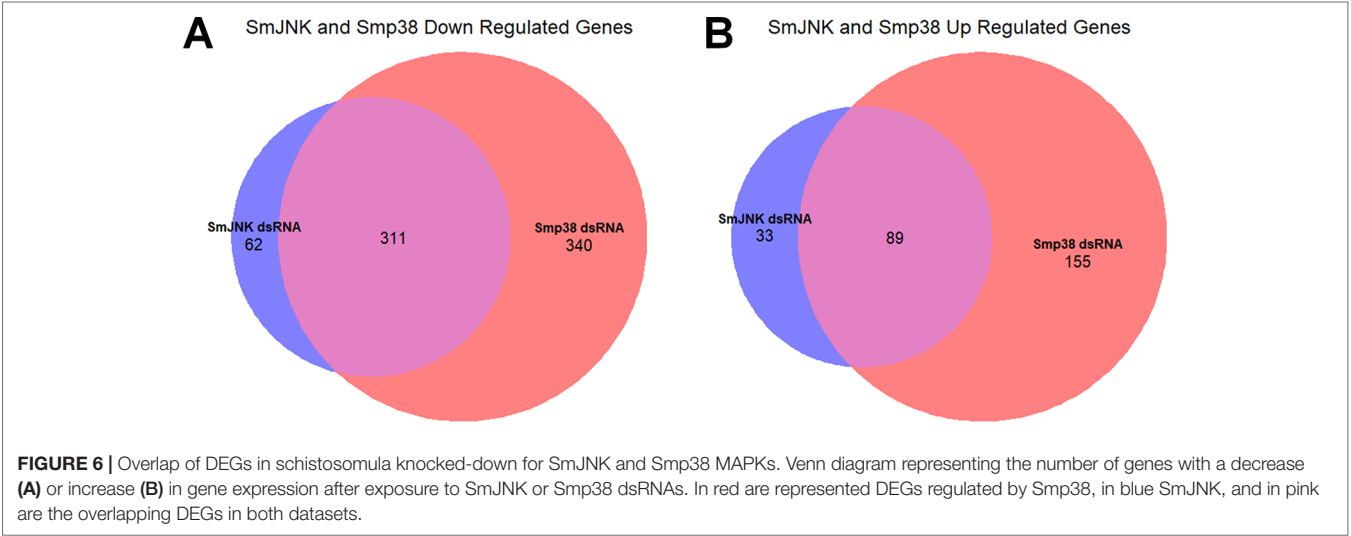 A SmJNK and Smp38 Down Regulated Genes
SmJNK dsRNA
62
311
Smp38 dsRNA
340
B SmJNK and Smp38 Up Regulated Genes
SmJNK dsRNA
33
89
Smp38 dsRNA
155
FIGURE 6 | Overlap of DEGs in schistosomula knocked-down for SmJNK and Smp38 MAPKs. Venn diagram representing the number of genes with a decrease
(A) or increase (B) in gene expression after exposure to SmJNK or Smp38 dsRNAs. In red are represented DEGs regulated by Smp38, in blue SmJNK, and in pink
are the overlapping DEGs in both datasets.